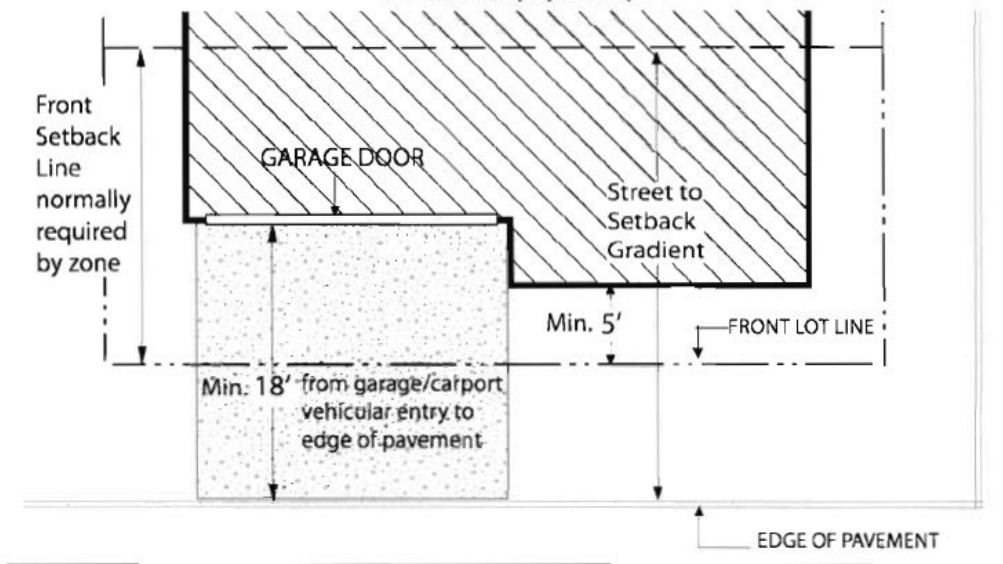 Front
Setback
Line
normally
required
by zone
GARAGE DOOR
Street to
Setback
Gradient
Min. 5'
FRONT LOT LINE
Min. 18' from garage/carport
vehicular entry to
edge of pavement
EDGE OF PAVEMENT